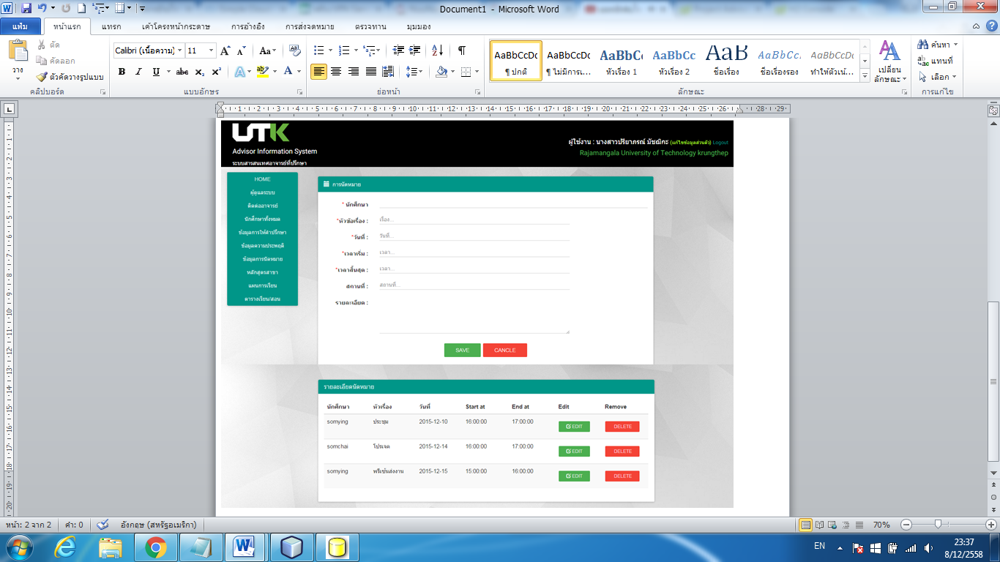 Document1 - Microsoft Word
แฟ้ม หน้าแรก แทรก เค้าโครงหน้ากระดาษ การอ้างอิง การส่งจดหมาย ตรวจทาน มุมมอง
วาง
ตัด
คัดลอก
ตัวคัดวางรูปแบบ
คลิปบอร์ด
Calibri (เนื้อความ) 11
แบบอักษร
ย่อหน้า
AaBbCcDc AaBbCcDc AaBbC AaBbCc AaB AaBbCc AaBbCcDc
¶ ปกติ ¶ ไม่มีการเ... หัวเรื่อง 1 หัวเรื่อง 2 ชื่อเรื่อง ชื่อเรื่องรอง ทำให้ตัวเน้...
ลักษณะ
เปลี่ยน
ลักษณะ
ค้นหา
แทนที่
เลือก
การแก้ไข
UTK
Advisor Information System
ระบบสารสนเทศอาจารย์ที่ปรึกษา
ผู้ใช้งาน : นางสาวปริยาภรณ์ มัชฌิกะ (แก้ไขข้อมูลส่วนตัว) Logout
Rajamangala University of Technology krungthep
HOME
ผู้ดูแลระบบ
ติดต่ออาจารย์
นักศึกษาทั้งหมด
ข้อมูลการให้คำปรึกษา
ข้อมูลความประพฤติ
ข้อมูลการนัดหมาย
หลักสูตรสาขา
แผนการเรียน
ตารางเรียน/สอน
การนัดหมาย
* นักศึกษา
*หัวข้อเรื่อง : เรื่อง...
*วันที่ : วันที่...
*เวลาเริ่ม : เวลา...
*เวลาสิ้นสุด : เวลา...
สถานที่ : สถานที่...
รายละเอียด :
SAVE CANCLE
รายละเอียดนัดหมาย
นักศึกษา หัวเรื่อง วันที่ Start at End at Edit Remove
somying ประชุม 2015-12-10 16:00:00 17:00:00 EDIT DELETE
somchai โปรเจค 2015-12-14 16:00:00 17:00:00 EDIT DELETE
somying พรีเซ้นส่งงาน 2015-12-15 15:00:00 16:00:00 EDIT DELETE
หน้า: 2 จาก 2 คำ: 0 อังกฤษ (สหรัฐอเมริกา) 70%
EN 23:37
8/12/2558